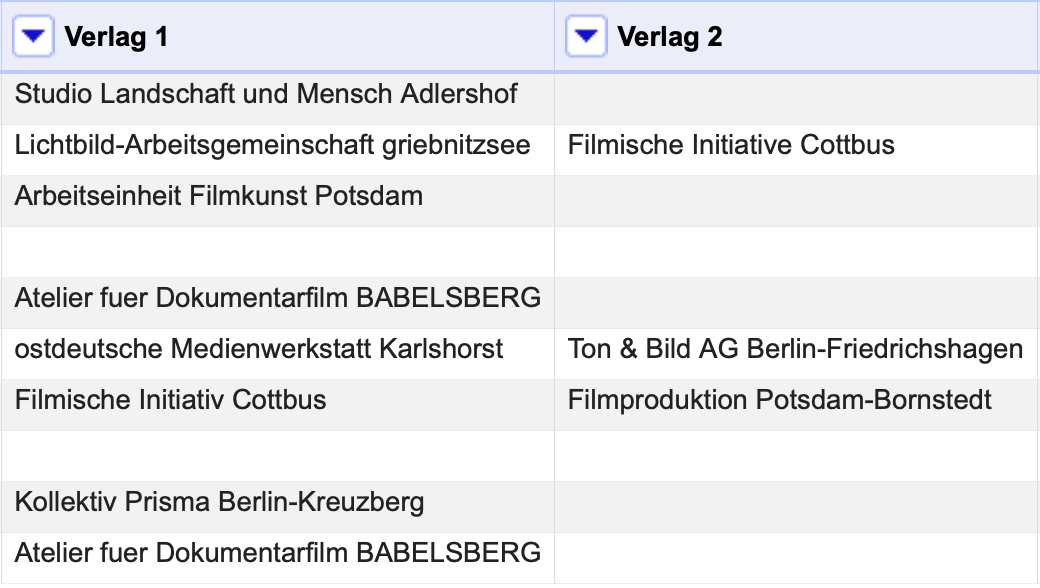 Verlag 1 Verlag 2
Studio Landschaft und Mensch Adlershof
Lichtbild-Arbeitsgemeinschaft griebnitzsee Filmische Initiative Cottbus
Arbeitseinheit Filmkunst Potsdam
Atelier fuer Dokumentarfilm BABELSBERG
ostdeutsche Medienwerkstatt Karlshorst Ton & Bild AG Berlin-Friedrichshagen
Filmische Initiativ Cottbus Filmproduktion Potsdam-Bornstedt
Kollektiv Prisma Berlin-Kreuzberg
Atelier fuer Dokumentarfilm BABELSBERG